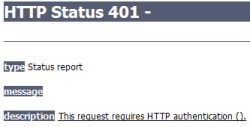 HTTP Status 401 -
type Status report
message
description This request requires HTTP authentication ().